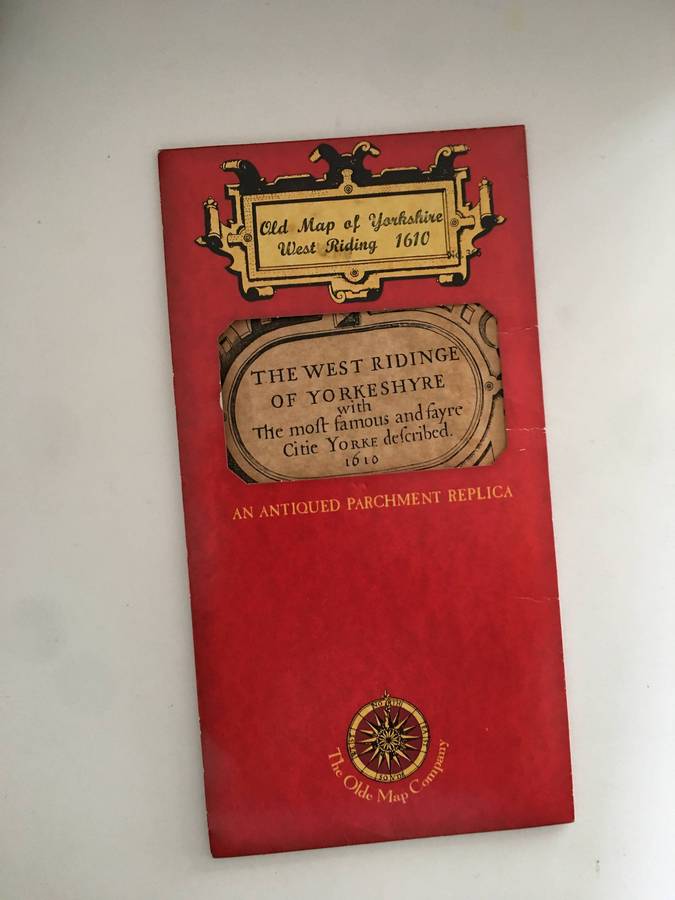 Old Map of Yorkshire
West Riding 1610
THE WEST RIDINGE
OF YORKESHYRE
with
The moſt famous and fayre
Citie YORKE deſcribed.
1610
AN ANTIQUED PARCHMENT REPLICA
The Olde Map Company